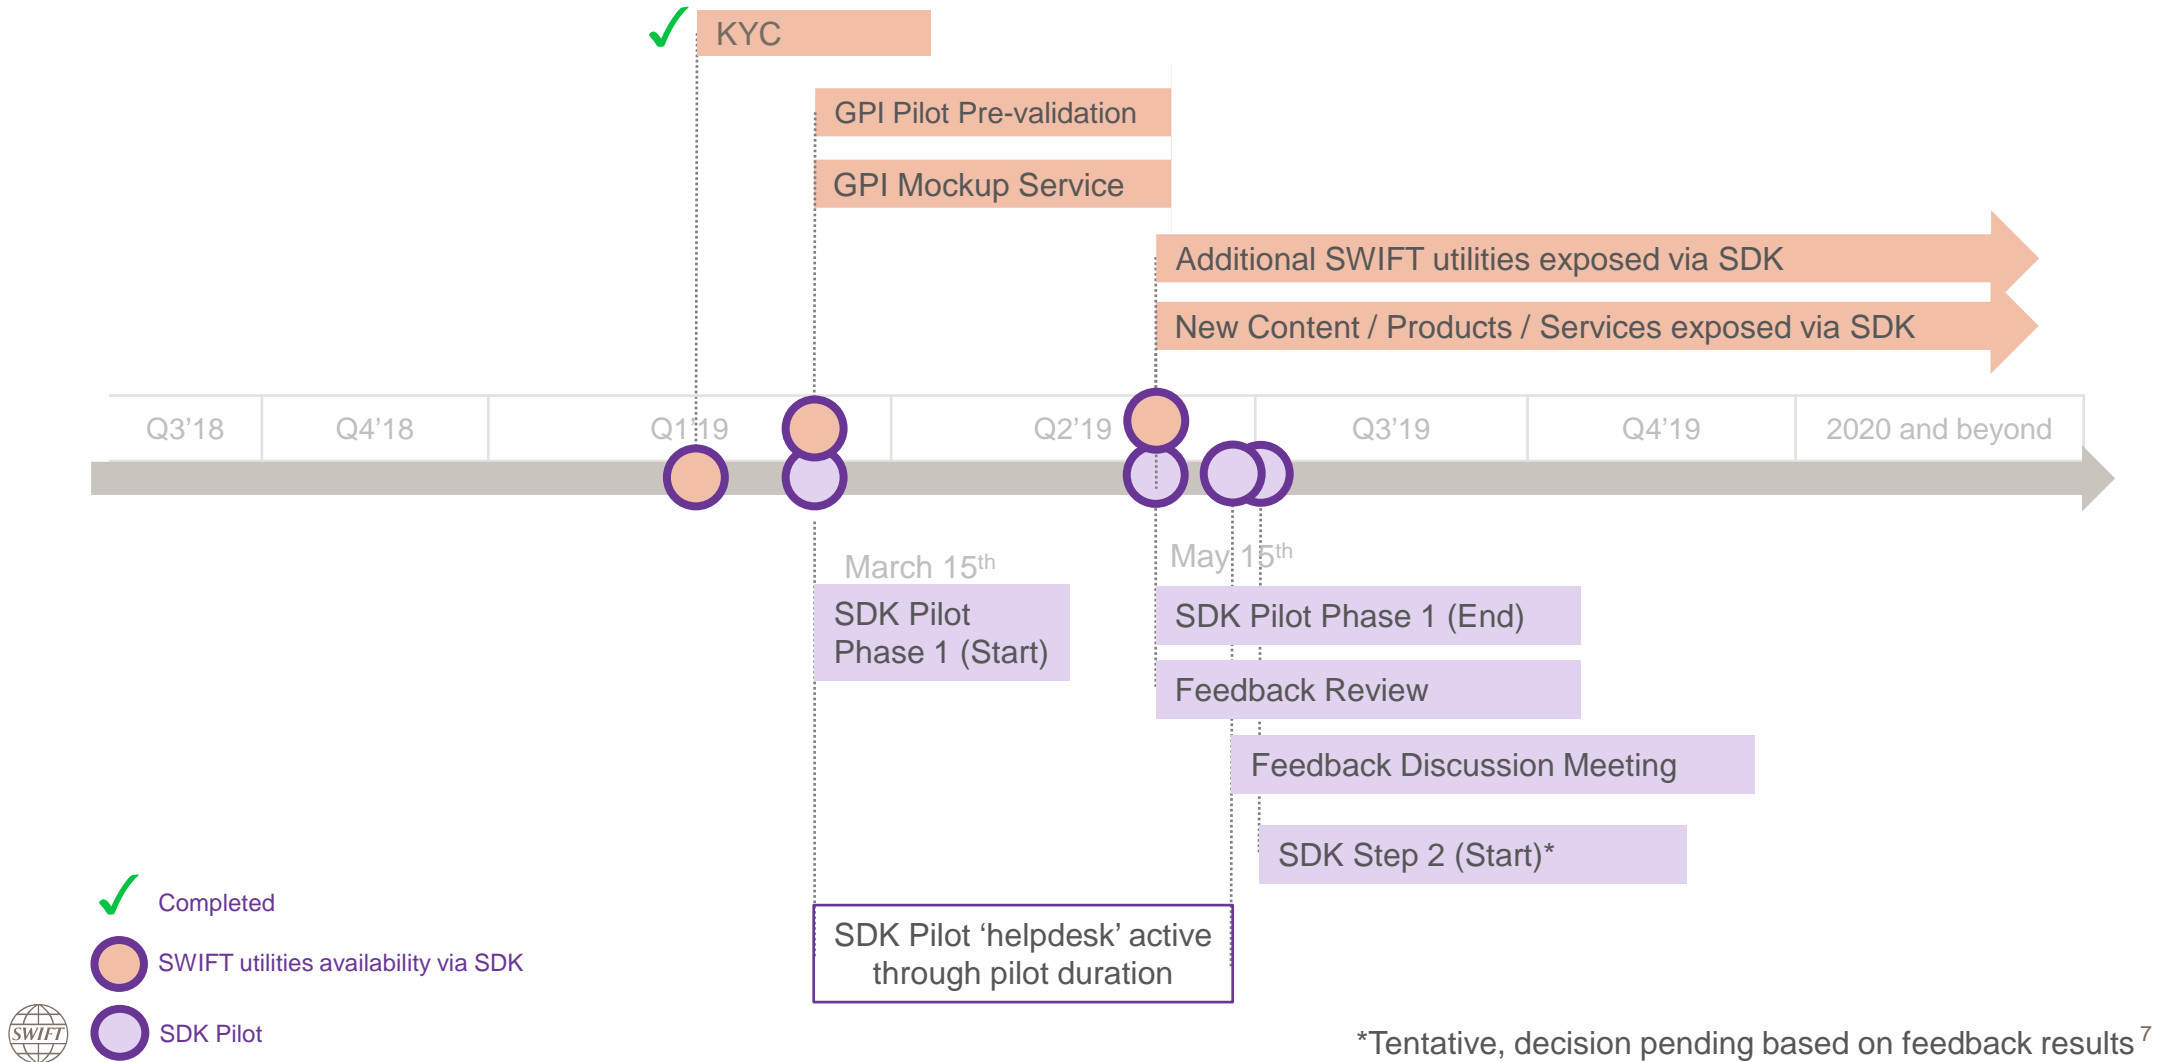 KYC
GPI Pilot Pre-validation
GPI Mockup Service
Additional SWIFT utilities exposed via SDK
New Content / Products / Services exposed via SDK
Q3’18 Q4’18 Q1’19 Q2’19 Q3’19 Q4’19 2020 and beyond
March 15th
May 15th
SDK Pilot
Phase 1 (Start)
SDK Pilot Phase 1 (End)
Feedback Review
Feedback Discussion Meeting
SDK Step 2 (Start)*
SDK Pilot ‘helpdesk’ active
through pilot duration
Completed
SWIFT utilities availability via SDK
SDK Pilot
SWIFT
*Tentative, decision pending based on feedback results 7